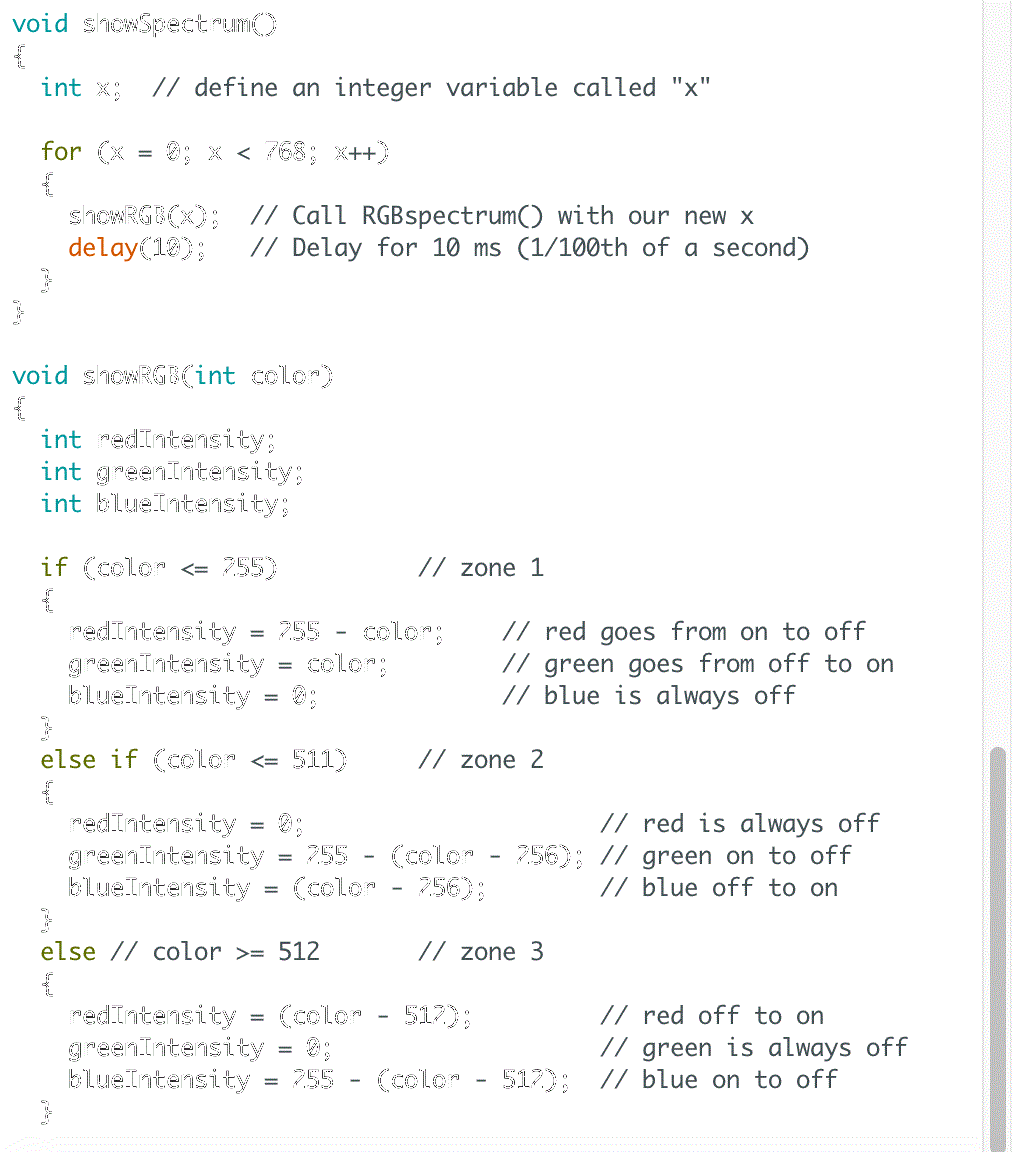 void showSpectrum()
{
int x;  // define an integer variable called "x"
for (x = 0; x < 768; x++)
{
showRGB(x);  // Call RGBspectrum() with our new x
delay(10);   // Delay for 10 ms (1/100th of a second)
}
}
void showRGB(int color)
{
int redIntensity;
int greenIntensity;
int blueIntensity;
if (color <= 255)          // zone 1
{
redIntensity = 255 - color;    // red goes from on to off
greenIntensity = color;        // green goes from off to on
blueIntensity = 0;             // blue is always off
}
else if (color <= 511)     // zone 2
{
redIntensity = 0;                     // red is always off
greenIntensity = 255 - (color - 256); // green on to off
blueIntensity = (color - 256);        // blue off to on
}
else // color >= 512       // zone 3
{
redIntensity = (color - 512);         // red off to on
greenIntensity = 0;                   // green is always off
blueIntensity = 255 - (color - 512);  // blue on to off
}